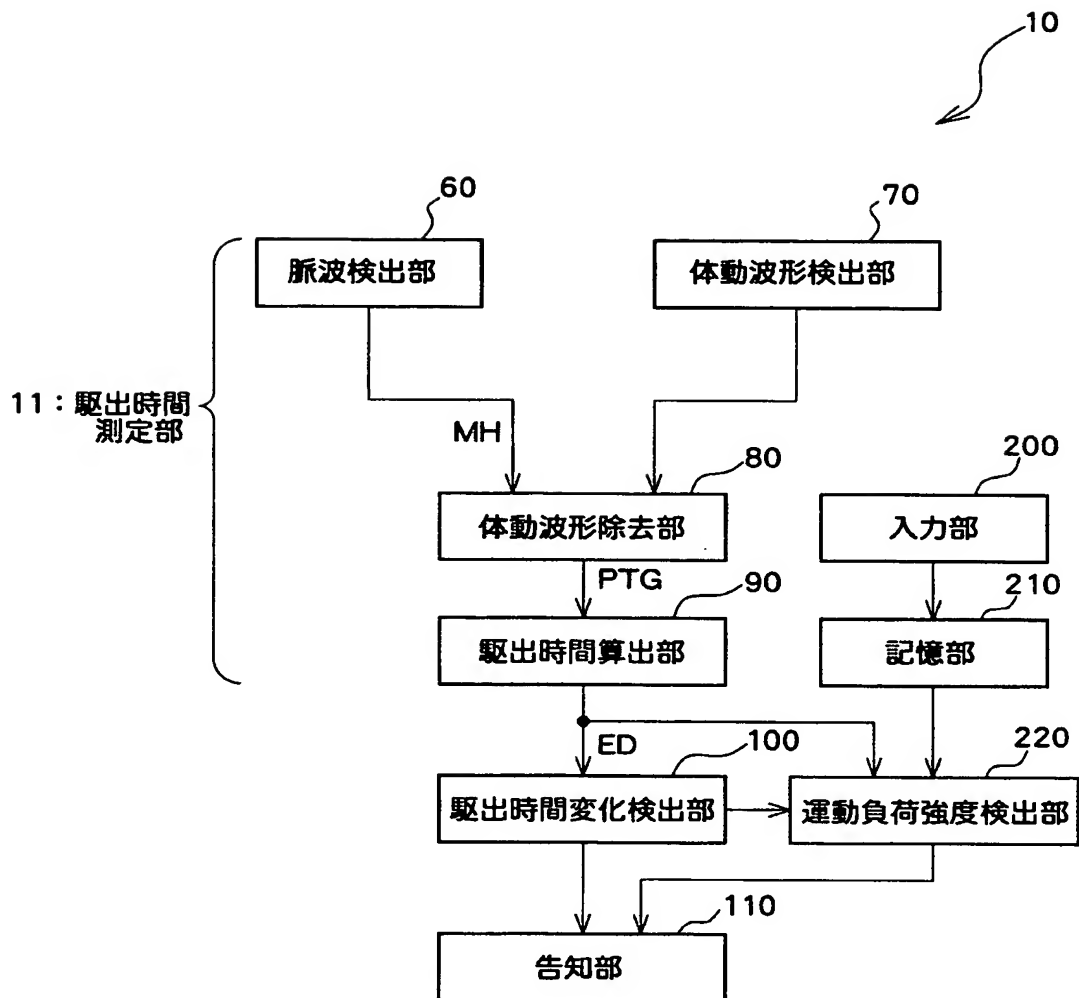 10
60
70
脈波検出部
体動波形検出部
11：駆出時間
測定部
MH
80
200
体動波形除去部
入力部
PTG
90
210
駆出時間算出部
記憶部
ED
100
220
駆出時間変化検出部
運動負荷強度検出部
110
告知部